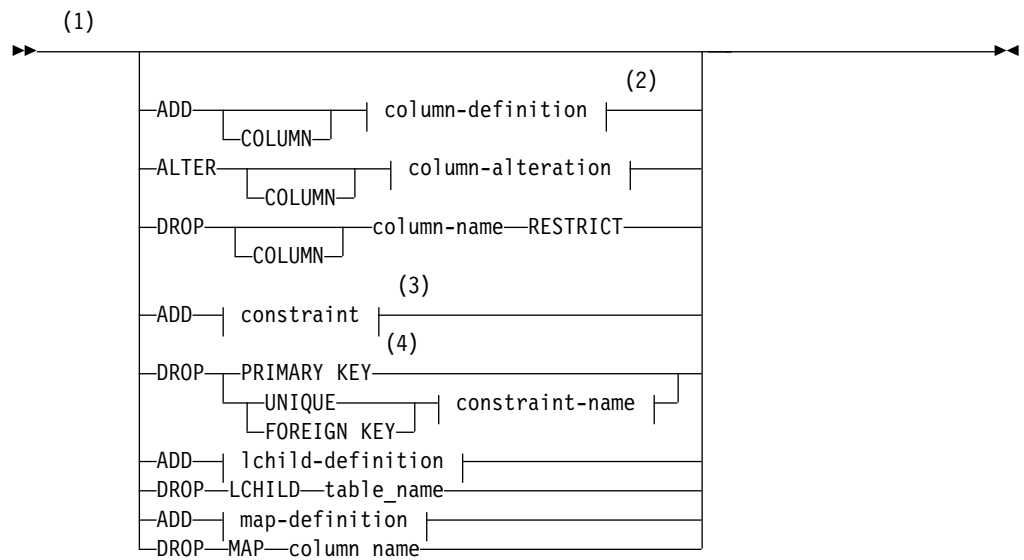 (1)
(2)
ADD column-definition
COLUMN
ALTER column-alteration
COLUMN
DROP column-name RESTRICT
COLUMN
(3)
ADD constraint
(4)
DROP PRIMARY KEY
UNIQUE constraint-name
FOREIGN KEY
ADD lchild-definition
DROP LCHILD table_name
ADD map-definition
DROP MAP column name